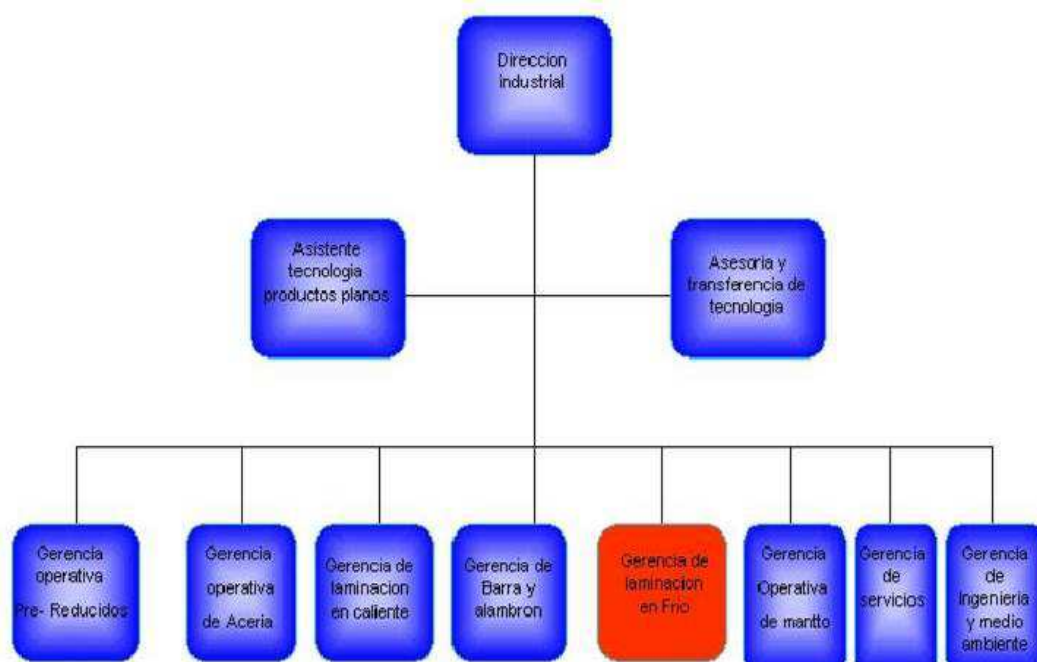 Direccion
industrial
Asistente
tecnologia
productos planos
Asesoria y
transferencia de
tecnologia
Gerencia
operativa
Pre- Reducidos
Gerencia
operativa
de Aceria
Gerencia de
laminacion
en caliente
Gerencia de
Barra y
alambron
Gerencia de
laminacion
en Frio
Gerencia
Operativa
de mantto
Gerencia
de
servicios
Gerencia
de
Ingenieria
y medio
ambiente